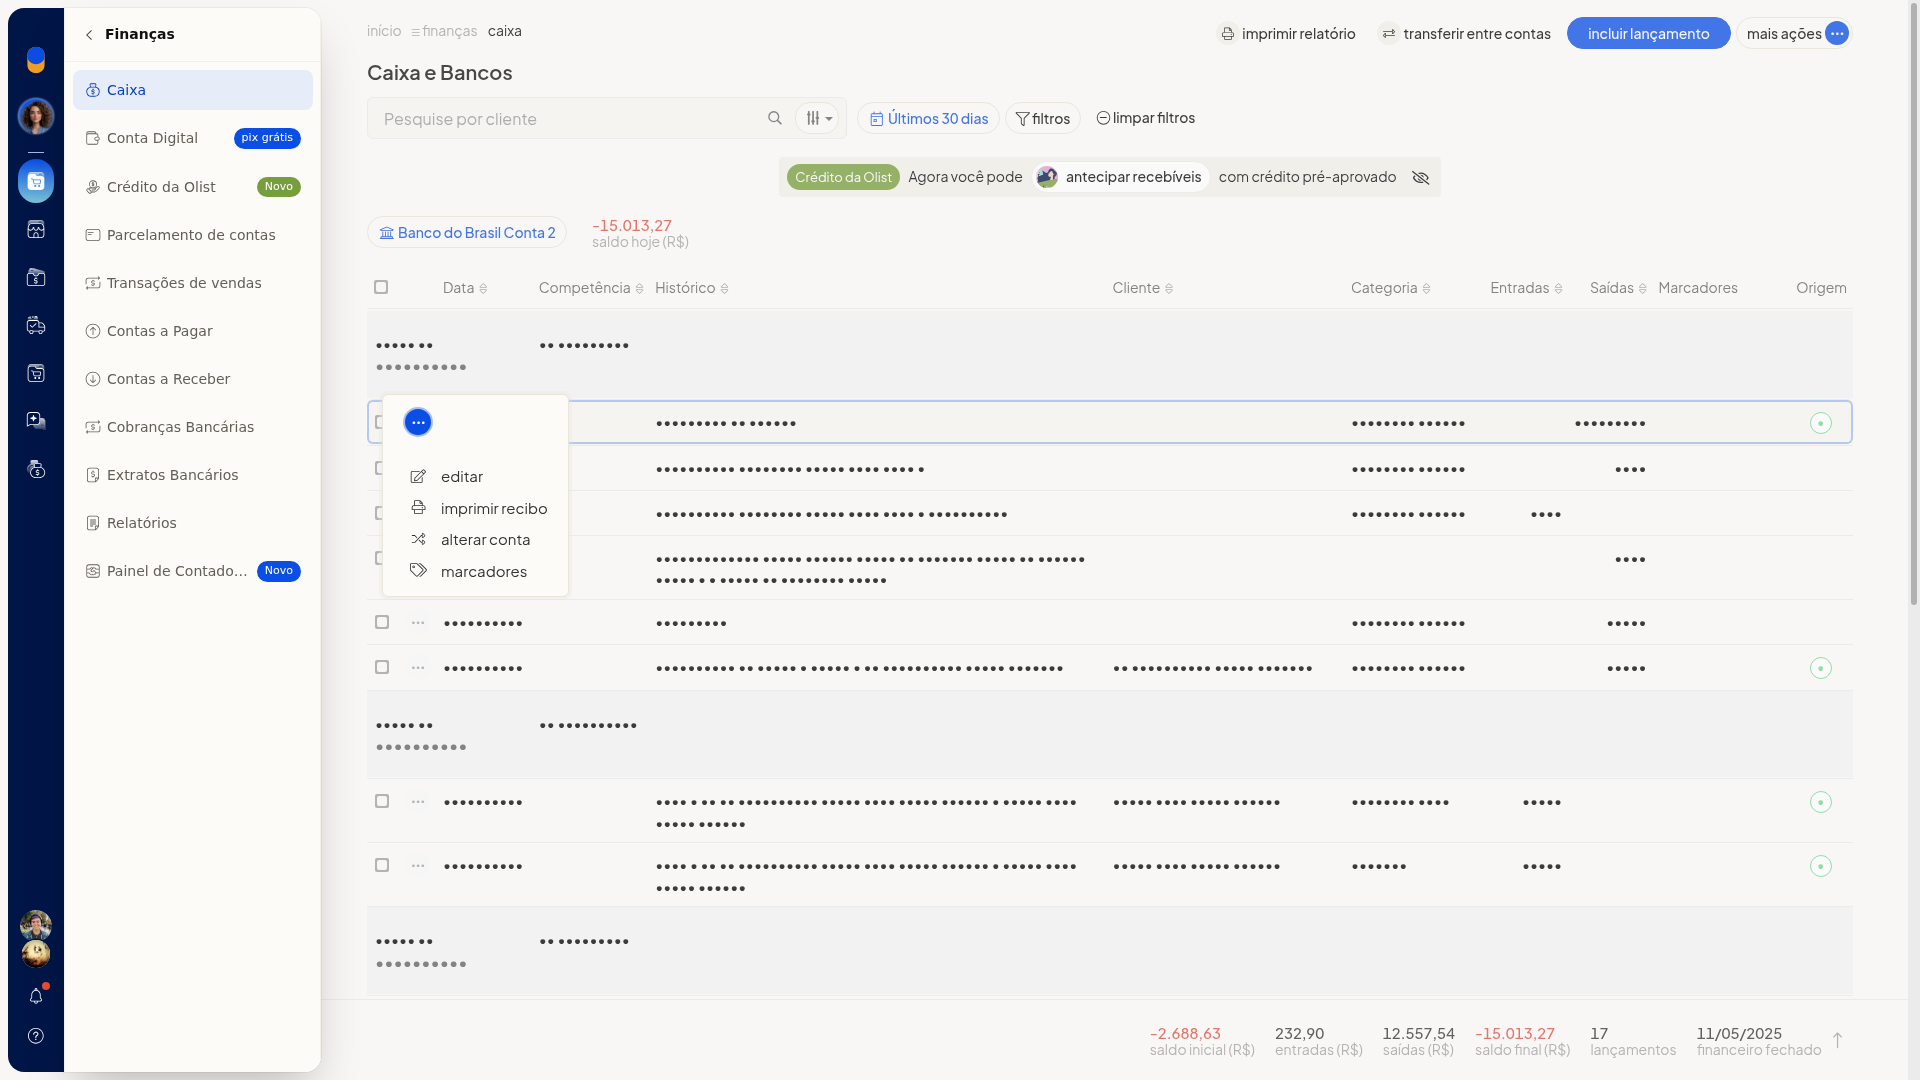 Finanças
Caixa
Conta Digital
pix grátis
Crédito da Olist
Novo
Parcelamento de contas
Transações de vendas
Contas a Pagar
Contas a Receber
Cobranças Bancárias
Extratos Bancários
Relatórios
Painel de Contado...
Novo
início finanças caixa
imprimir relatório
transferir entre contas
incluir lançamento
mais ações
Caixa e Bancos
Pesquise por cliente
Últimos 30 dias
filtros
limpar filtros
Crédito da Olist Agora você pode antecipar recebíveis com crédito pré-aprovado
Banco do Brasil Conta 2
-15.013,27
saldo hoje (R$)
Data Competência Histórico Cliente Categoria Entradas Saídas Marcadores Origem
editar
imprimir recibo
alterar conta
marcadores
-2.688,63
saldo inicial (R$)
232,90
entradas (R$)
12.557,54
saídas (R$)
-15.013,27
saldo final (R$)
17
lançamentos
11/05/2025
financeiro fechado